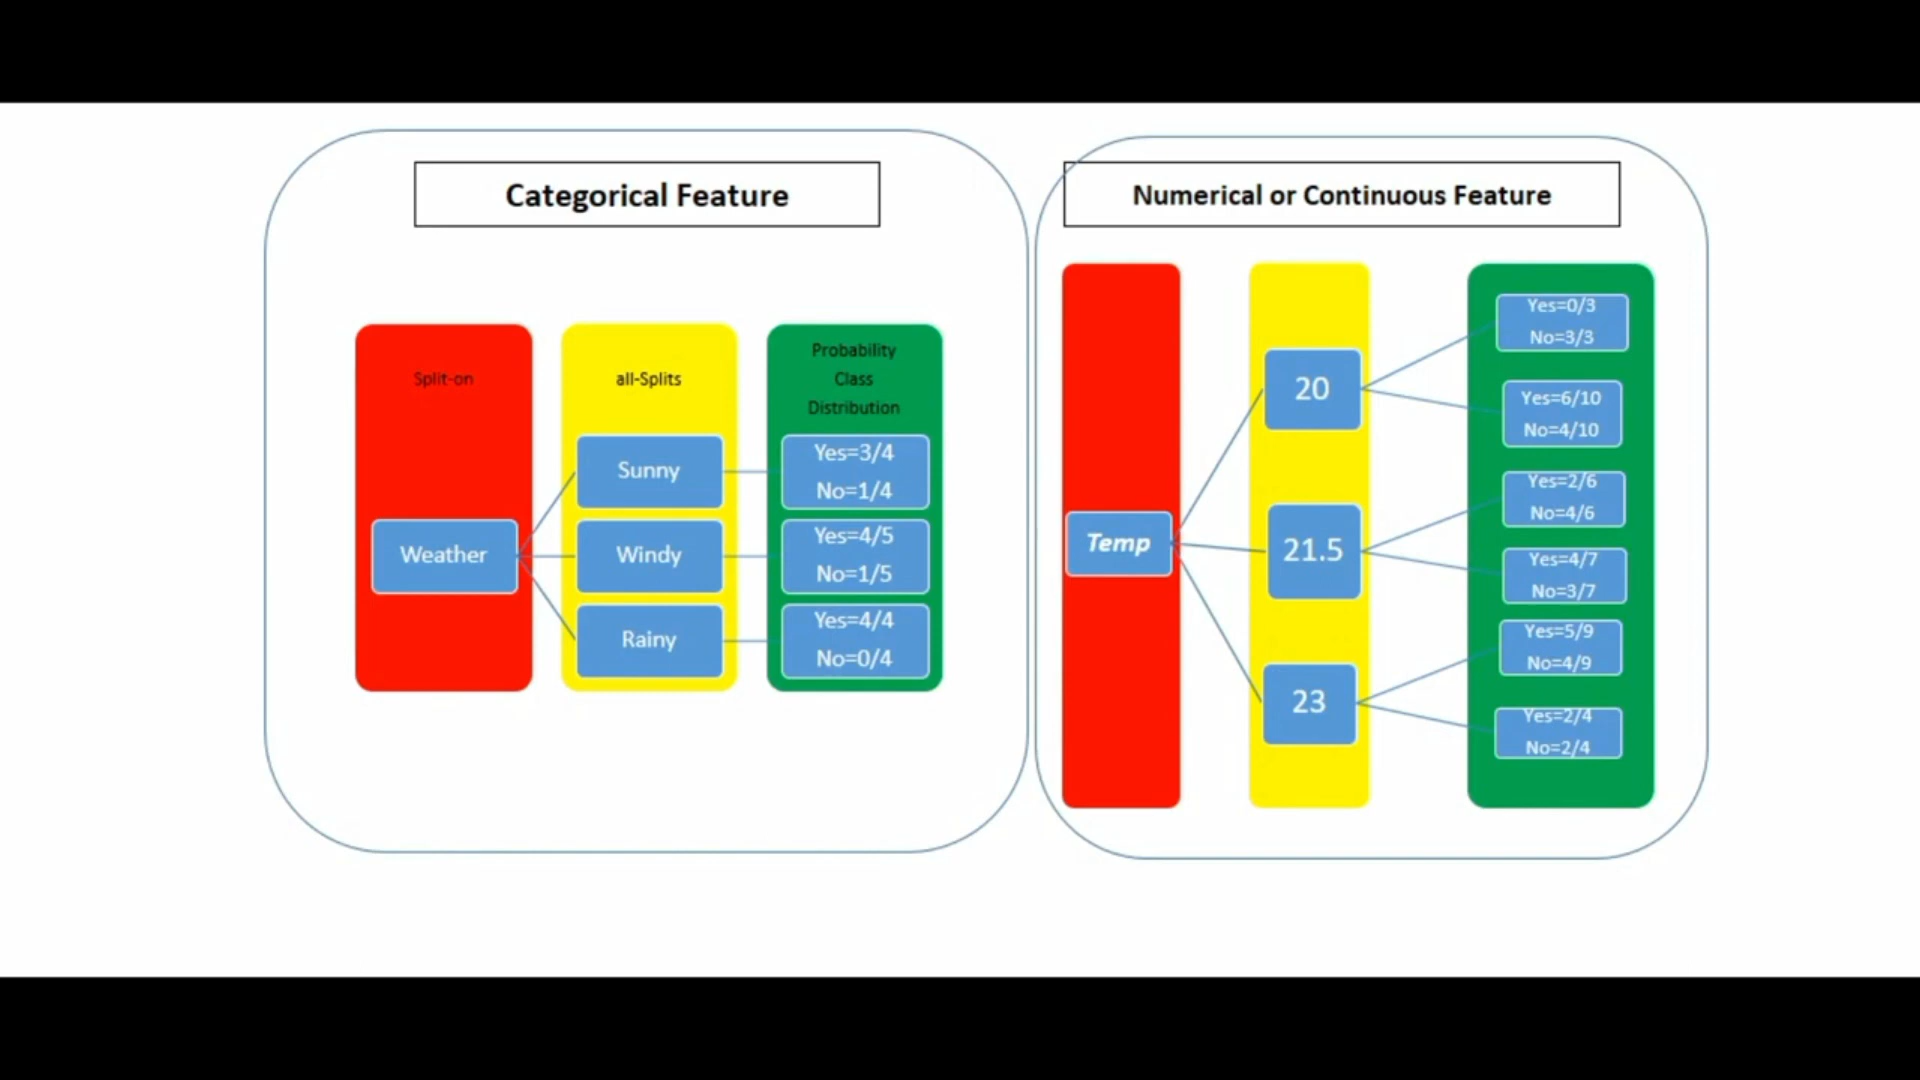 Categorical Feature
Split-on
all-Splits
Probability
Class
Distribution
Weather
Sunny
Windy
Rainy
Yes=3/4
No=1/4
Yes=4/5
No=1/5
Yes=4/4
No=0/4
Numerical or Continuous Feature
Temp
20
21.5
23
Yes=0/3
No=3/3
Yes=6/10
No=4/10
Yes=2/6
No=4/6
Yes=4/7
No=3/7
Yes=5/9
No=4/9
Yes=2/4
No=2/4